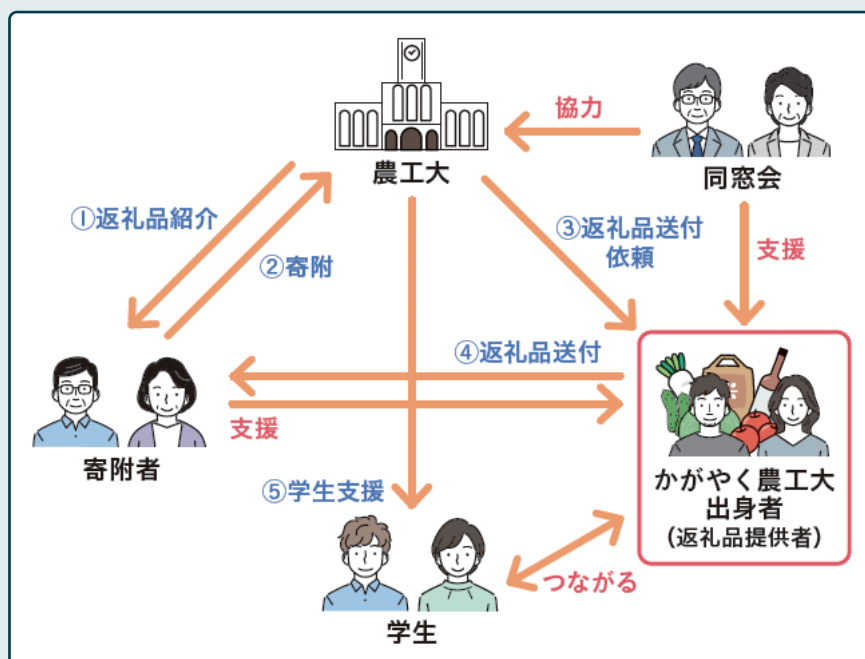 協力
農工大
同窓会
①返礼品紹介
②寄附
③返礼品送付
依頼
支援
④返礼品送付
支援
寄附者
かがやく農工大
出身者
（返礼品提供者）
⑤学生支援
つながる
学生